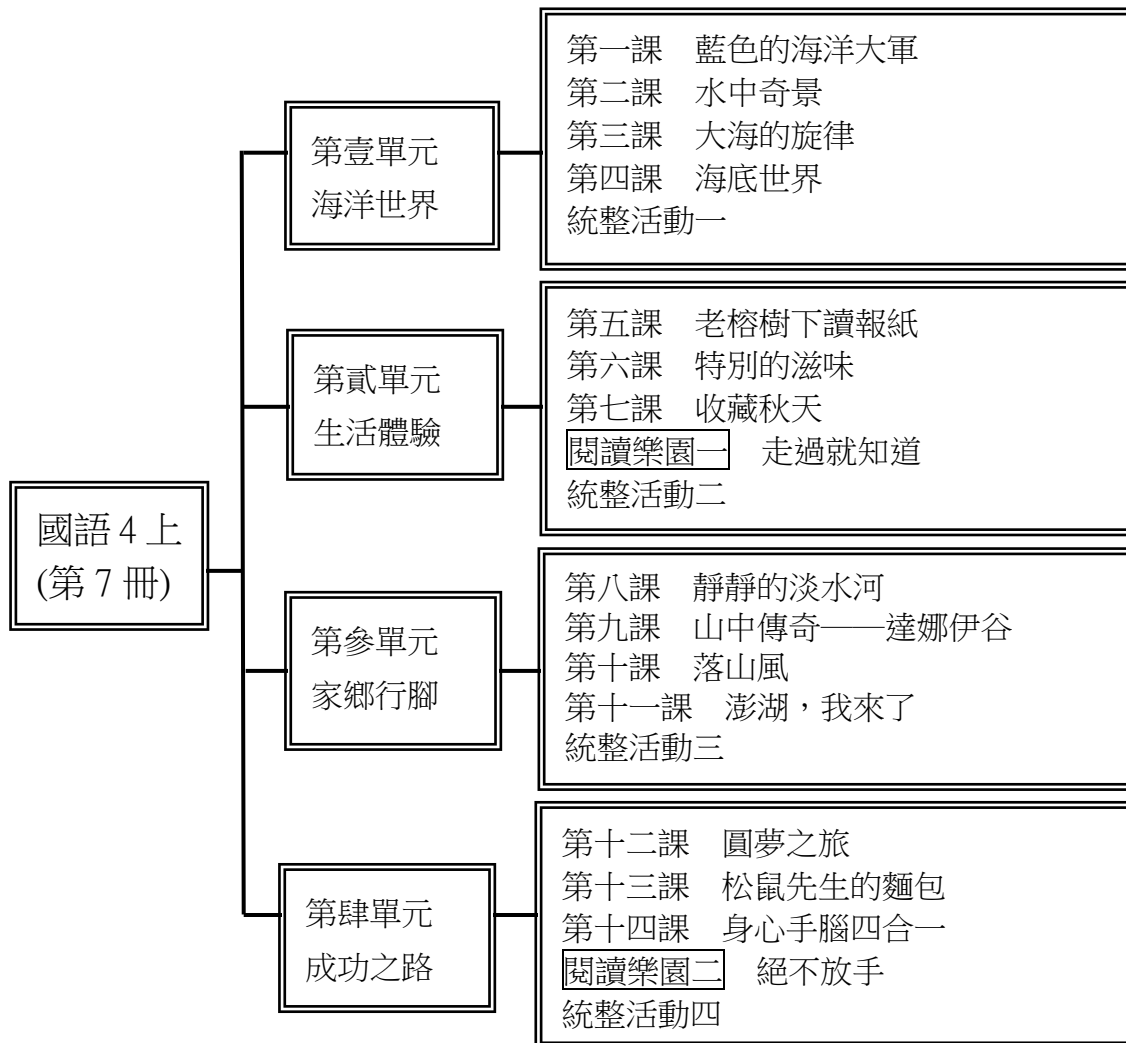 國語 4 上
(第 7 冊)
第壹單元
海洋世界
第一課　藍色的海洋大軍
第二課　水中奇景
第三課　大海的旋律
第四課　海底世界
統整活動一
第貳單元
生活體驗
第五課　老榕樹下讀報紙
第六課　特別的滋味
第七課　收藏秋天
閱讀樂園一　走過就知道
統整活動二
第參單元
家鄉行腳
第八課　靜靜的淡水河
第九課　山中傳奇——達娜伊谷
第十課　落山風
第十一課　澎湖，我來了
統整活動三
第肆單元
成功之路
第十二課　圓夢之旅
第十三課　松鼠先生的麵包
第十四課　身心手腦四合一
閱讀樂園二　絕不放手
統整活動四